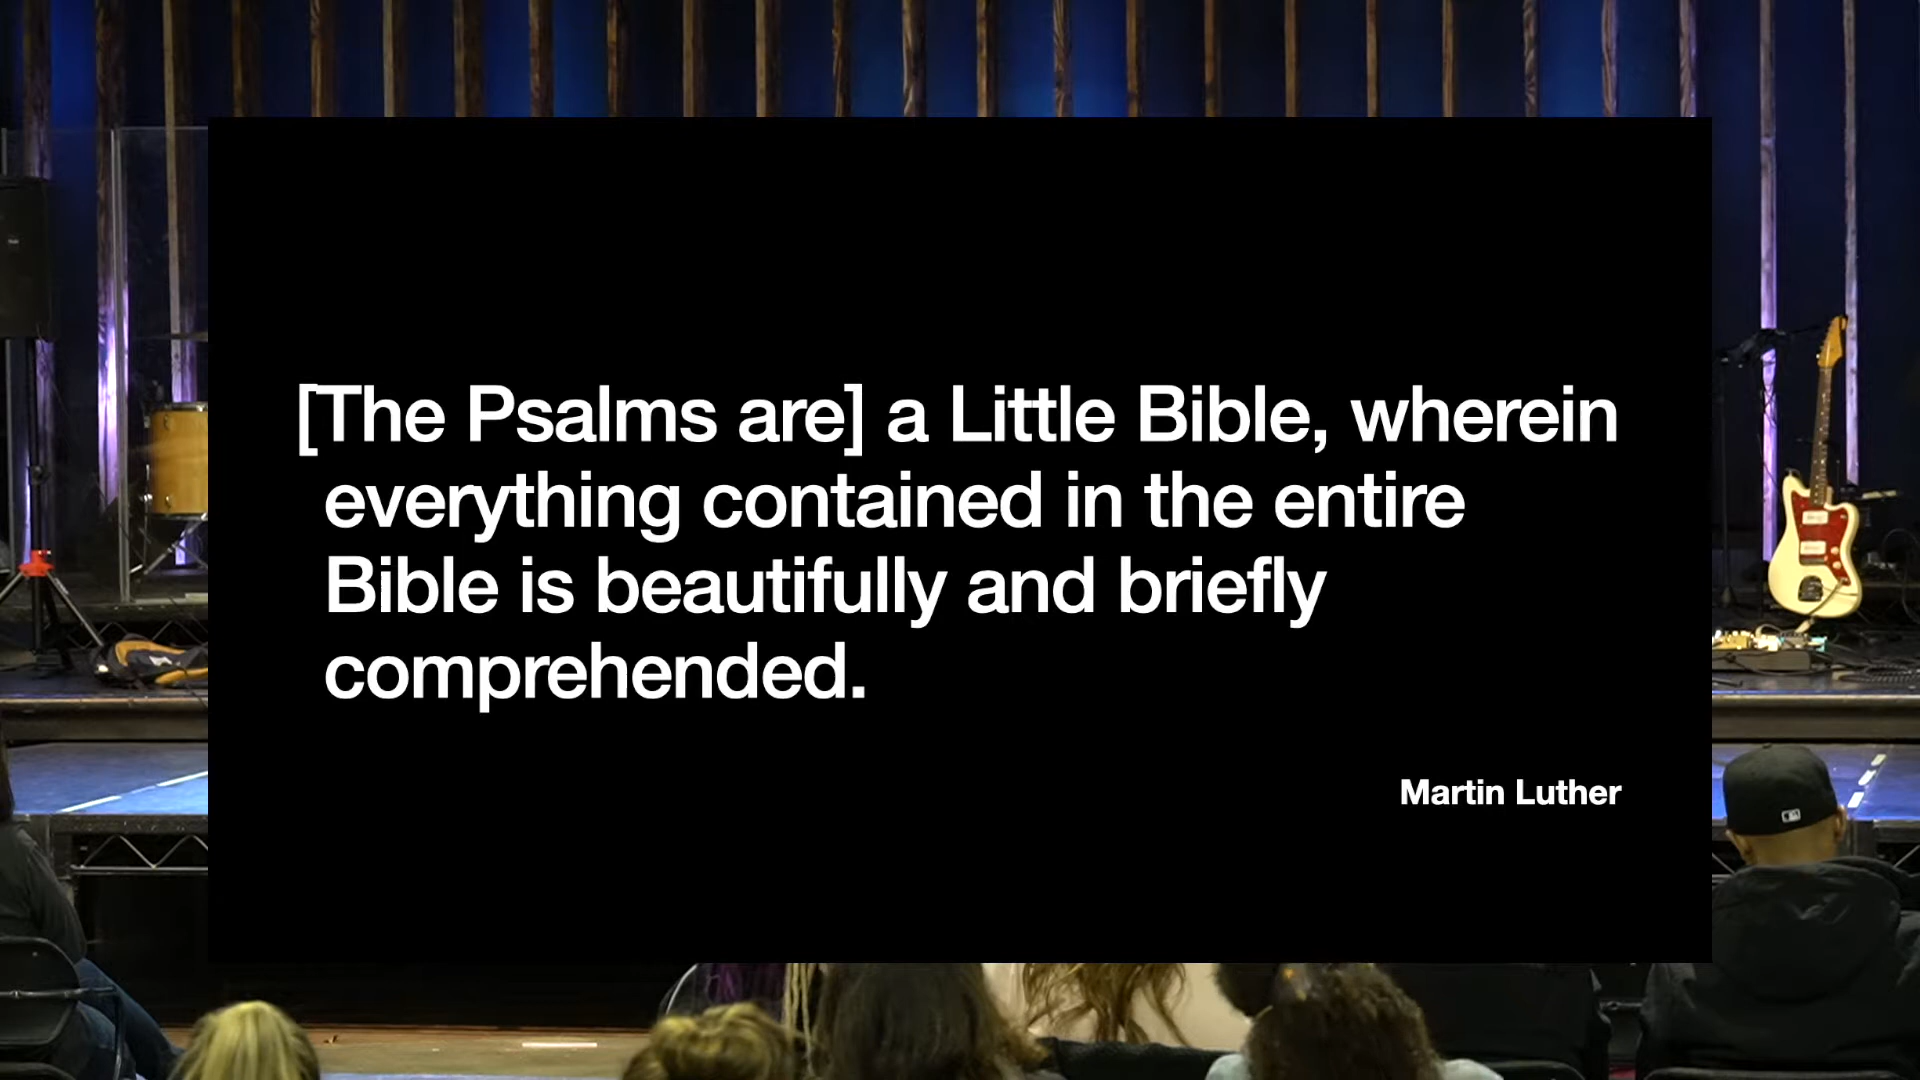 [The Psalms are] a Little Bible, wherein
everything contained in the entire
Bible is beautifully and briefly
comprehended.
Martin Luther